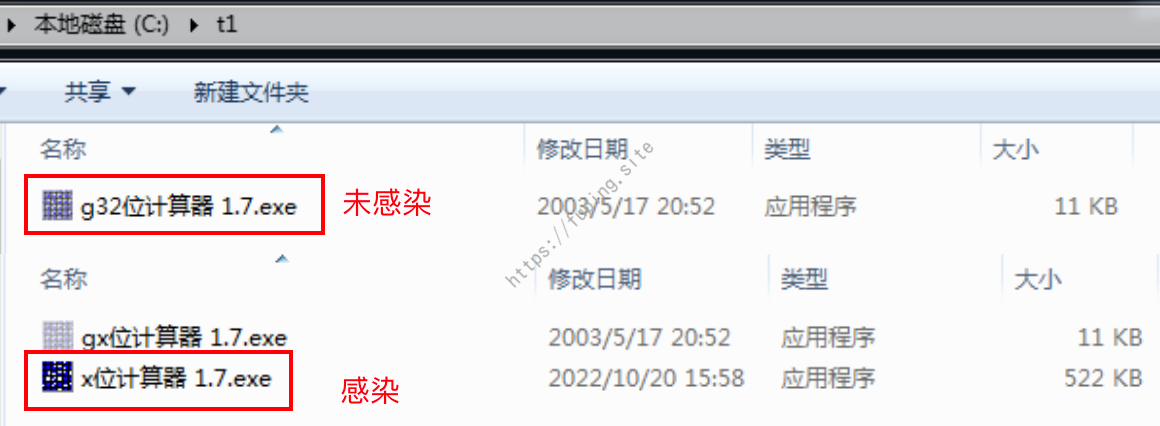 本地磁盘 (C:) t1
共享 新建文件夹
名称 修改日期 类型 大小
g32位计算器 1.7.exe 未感染 2003/5/17 20:52 应用程序 11 KB
名称 修改日期 类型 大小
gx位计算器 1.7.exe 2003/5/17 20:52 应用程序 11 KB
x位计算器 1.7.exe 感染 2022/10/20 15:58 应用程序 522 KB